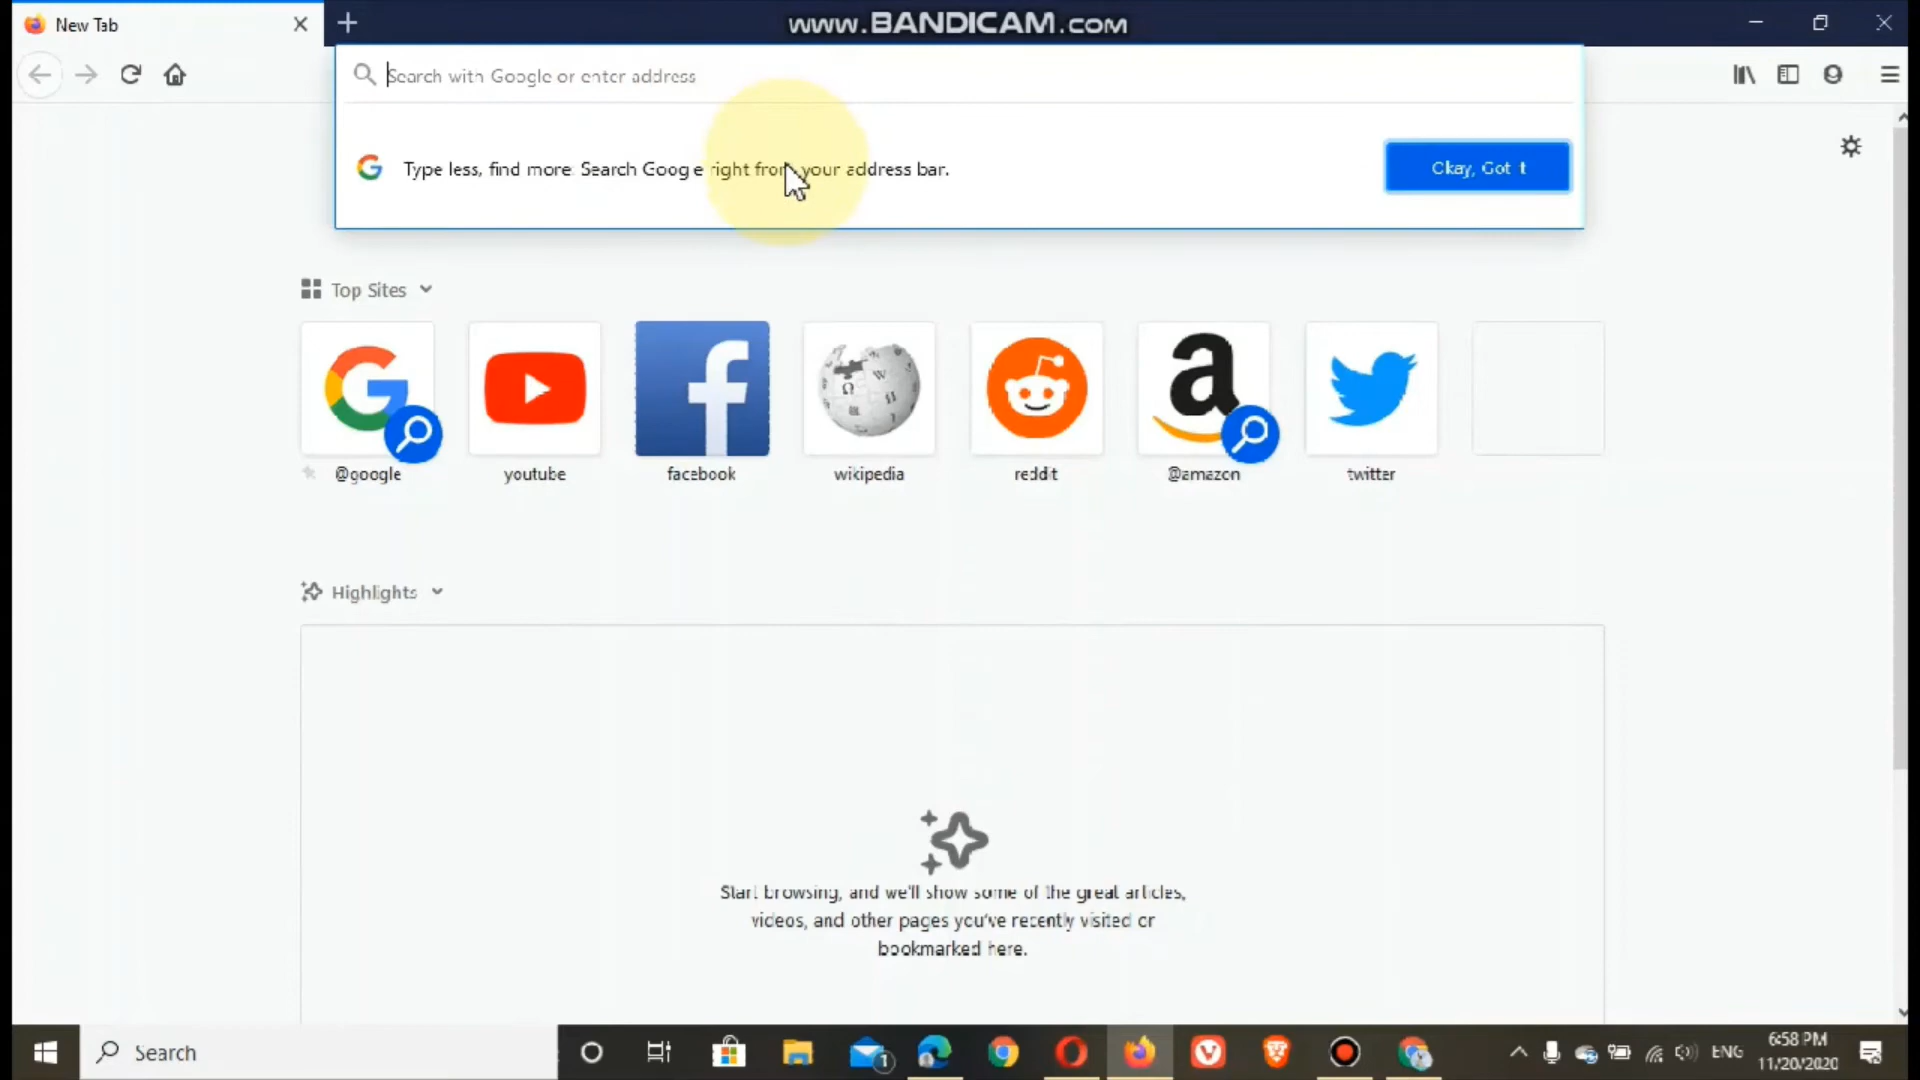 New Tab
www.BANDICAM.com
Search with Google or enter address
Type less, find more: Search Google right from your address bar.
Okay, Got it
Top Sites
@google
youtube
facebook
wikipedia
reddit
@amazon
twitter
Highlights
Start browsing, and we'll show some of the great articles,
videos, and other pages you've recently visited or
bookmarked here.
Search
1
ENG
6:58 PM
11/20/2020